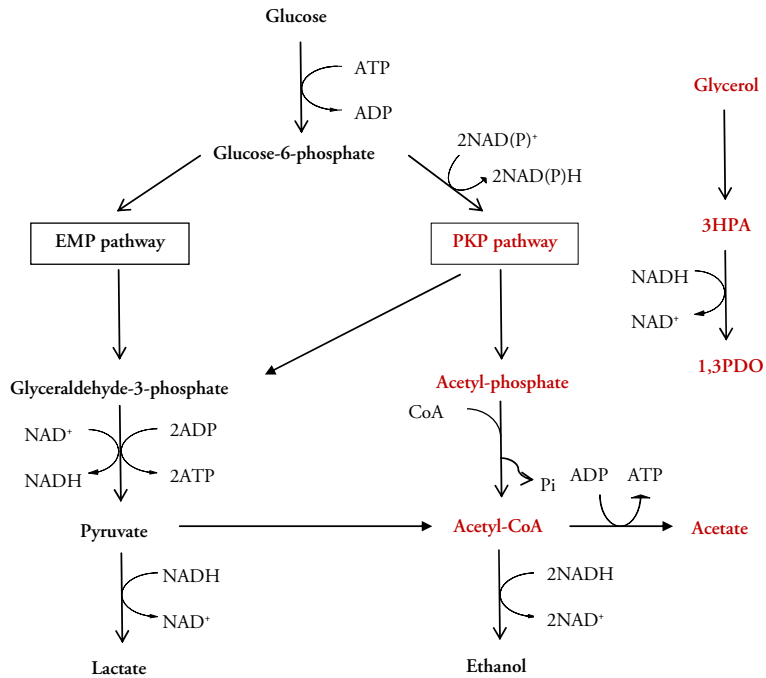 Glucose
ATP
ADP
Glycerol
Glucose-6-phosphate
2NAD(P)⁺
2NAD(P)H
EMP pathway
PKP pathway
3HPA
NADH
NAD⁺
1,3PDO
Glyceraldehyde-3-phosphate
Acetyl-phosphate
NAD⁺
2ADP
NADH
2ATP
CoA
Pi
ADP
ATP
Pyruvate
Acetyl-CoA
Acetate
NADH
NAD⁺
2NADH
2NAD⁺
Lactate
Ethanol